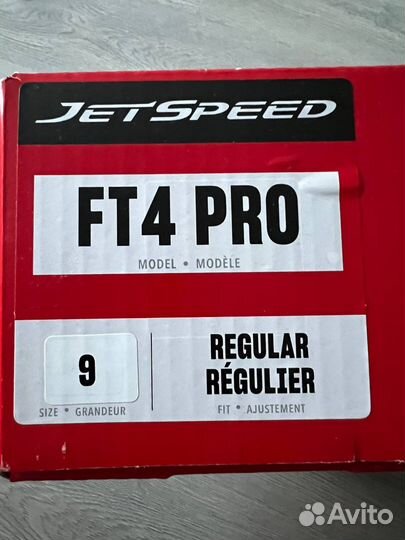 JETSPEED
FT4 PRO
MODEL • MODÈLE
9
SIZE • GRANDEUR
REGULAR
RÉGULIER
FIT • AJUSTEMENT
Avito